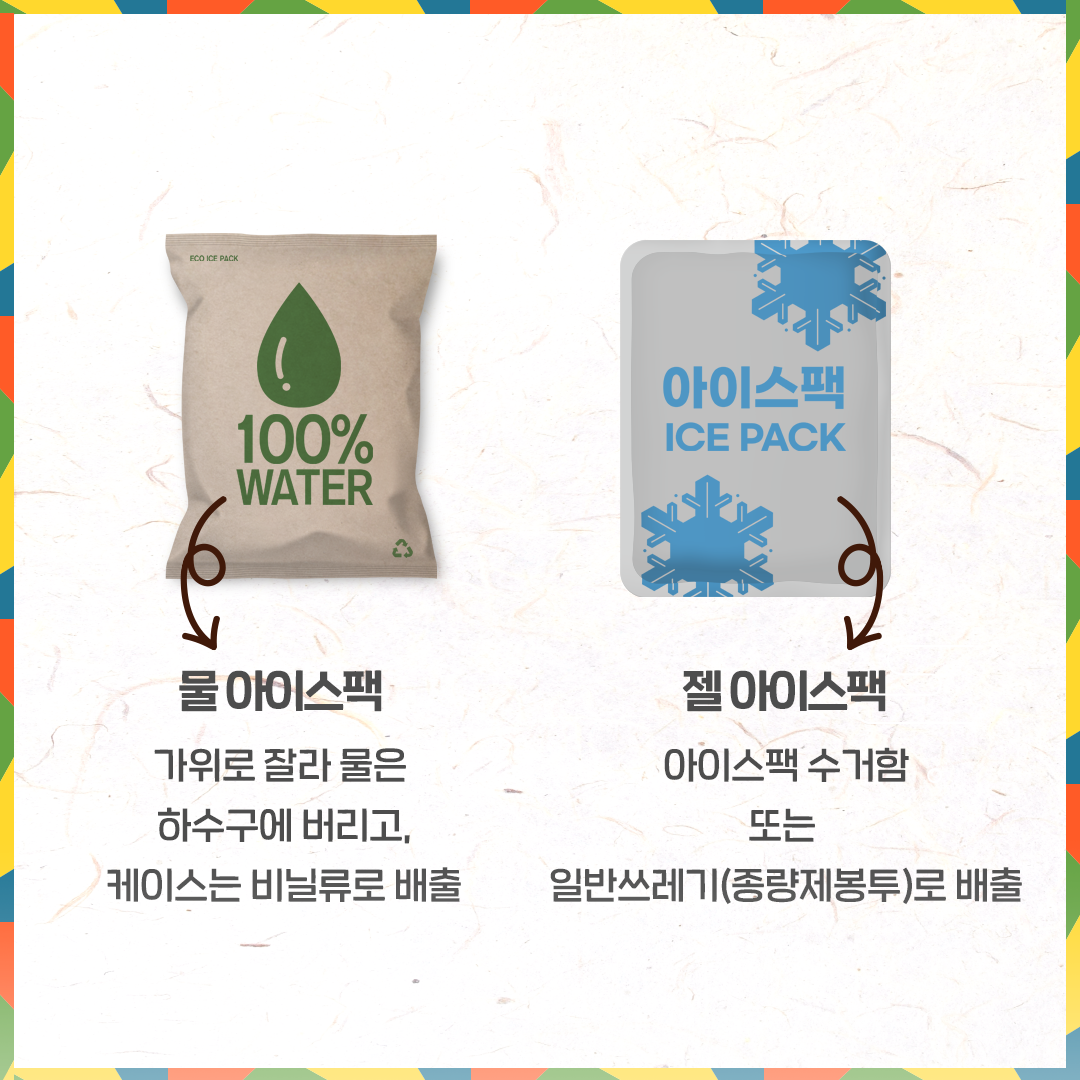 ECO ICE PACK
100%
WATER
아이스팩
ICE PACK
물 아이스팩
가위로 잘라 물은
하수구에 버리고,
케이스는 비닐류로 배출
젤 아이스팩
아이스팩 수거함
또는
일반쓰레기(종량제봉투)로 배출